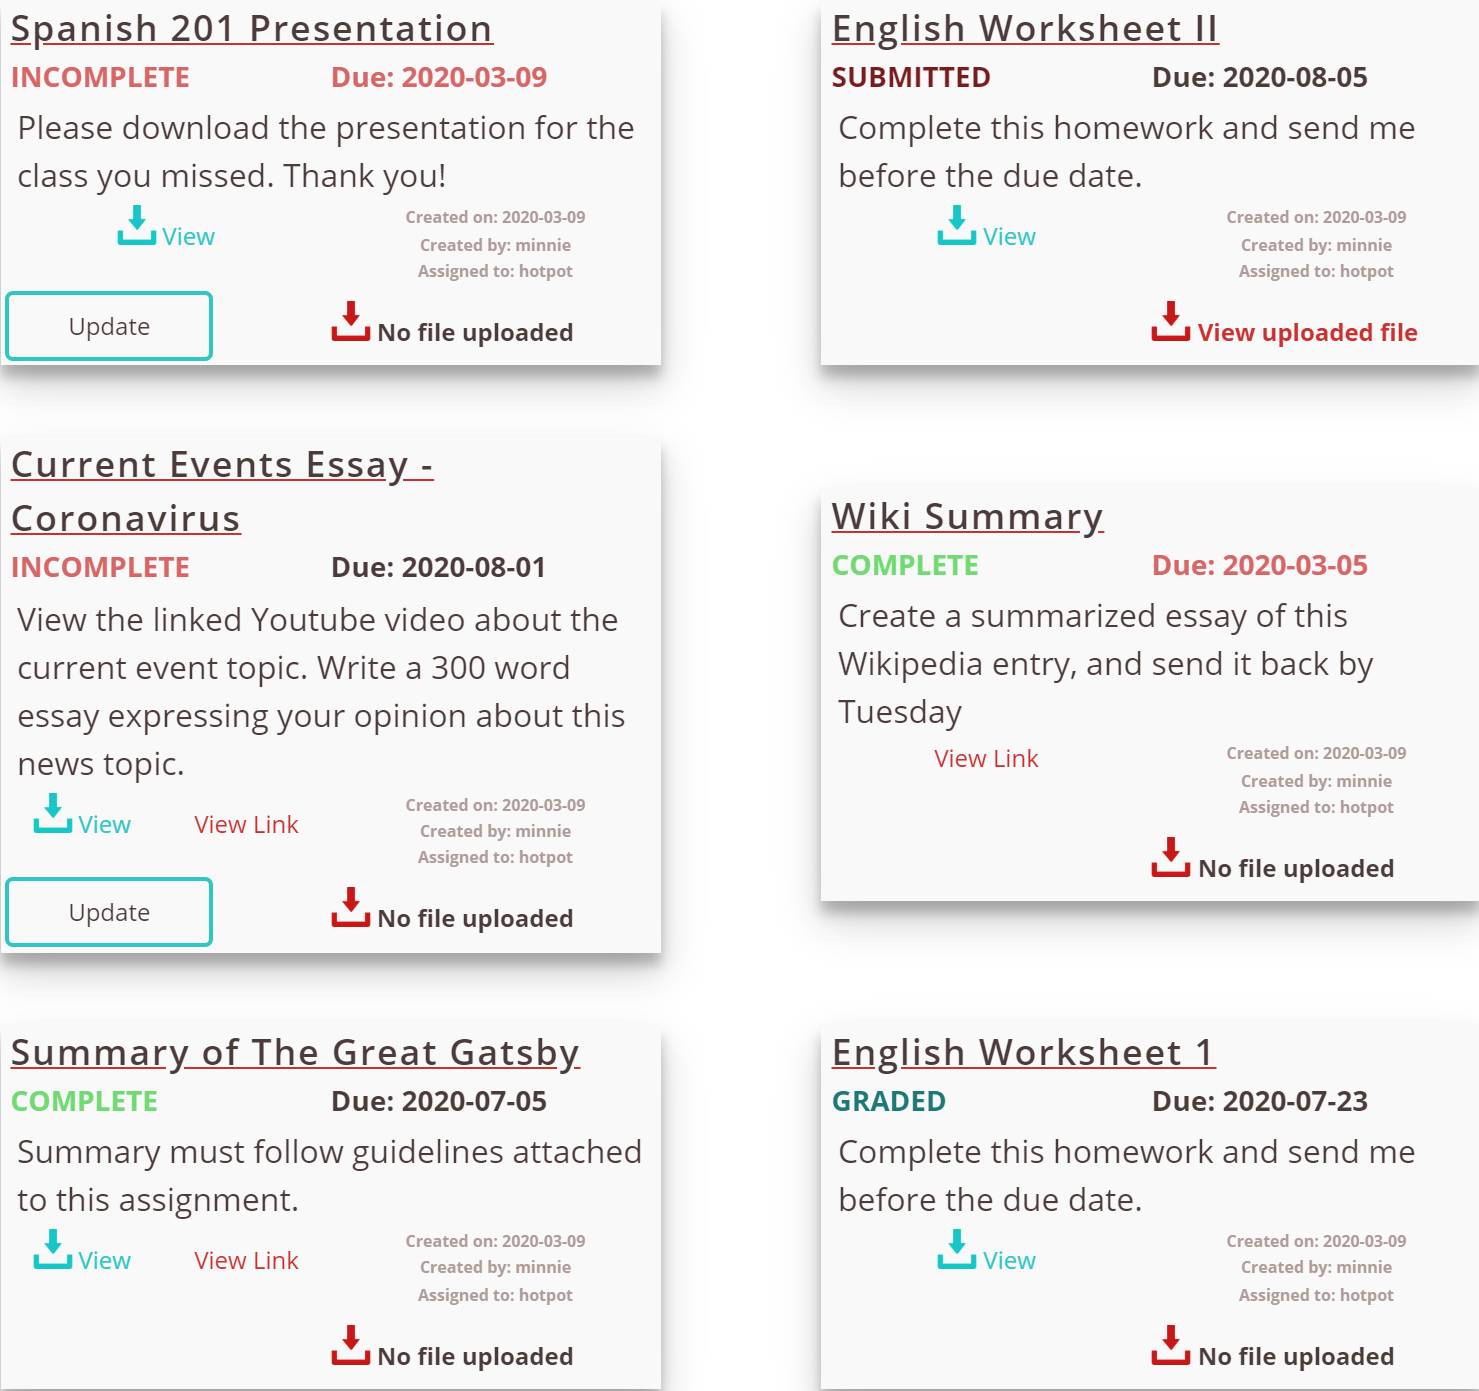 Spanish 201 Presentation
INCOMPLETE Due: 2020-03-09
Please download the presentation for the
class you missed. Thank you!
View
Created on: 2020-03-09
Created by: minnie
Assigned to: hotpot
Update
No file uploaded
English Worksheet II
SUBMITTED Due: 2020-08-05
Complete this homework and send me
before the due date.
View
Created on: 2020-03-09
Created by: minnie
Assigned to: hotpot
View uploaded file
Current Events Essay -
Coronavirus
INCOMPLETE Due: 2020-08-01
View the linked Youtube video about the
current event topic. Write a 300 word
essay expressing your opinion about this
news topic.
View View Link
Created on: 2020-03-09
Created by: minnie
Assigned to: hotpot
Update
No file uploaded
Wiki Summary
COMPLETE Due: 2020-03-05
Create a summarized essay of this
Wikipedia entry, and send it back by
Tuesday
View Link
Created on: 2020-03-09
Created by: minnie
Assigned to: hotpot
No file uploaded
Summary of The Great Gatsby
COMPLETE Due: 2020-07-05
Summary must follow guidelines attached
to this assignment.
View View Link
Created on: 2020-03-09
Created by: minnie
Assigned to: hotpot
No file uploaded
English Worksheet 1
GRADED Due: 2020-07-23
Complete this homework and send me
before the due date.
View
Created on: 2020-03-09
Created by: minnie
Assigned to: hotpot
No file uploaded